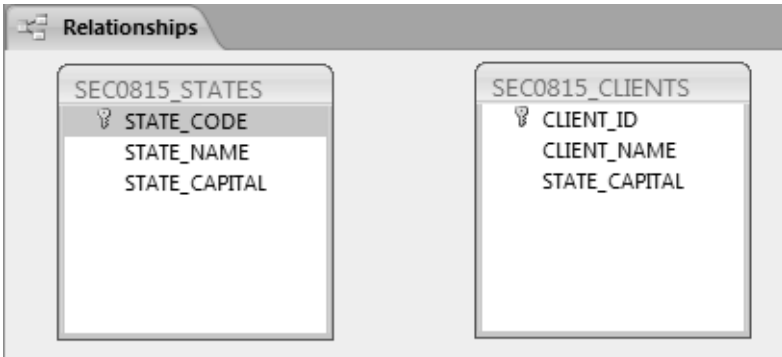 Relationships
SEC0815_STATES
STATE_CODE
STATE_NAME
STATE_CAPITAL
SEC0815_CLIENTS
CLIENT_ID
CLIENT_NAME
STATE_CAPITAL